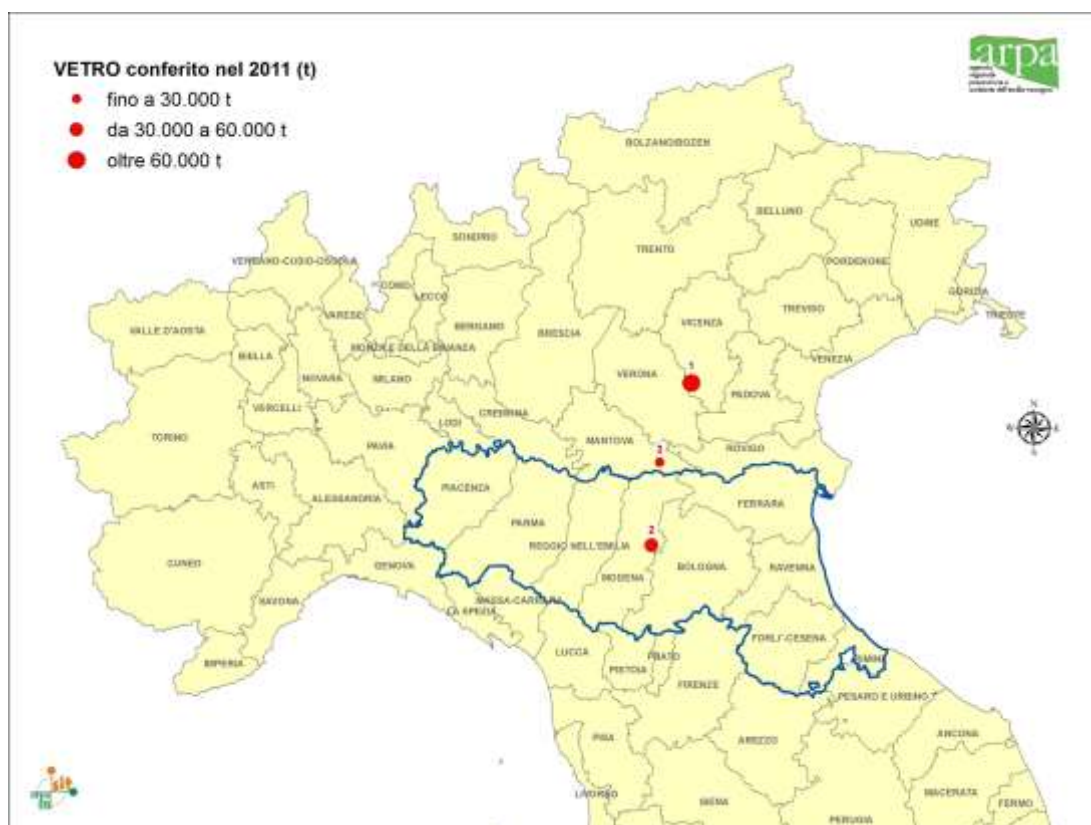 VETRO conferito nel 2011 (t)
fino a 30.000 t
da 30.000 a 60.000 t
oltre 60.000 t
arpa
BOLZANO/BOZEN
BELLUNO
UDINE
SONDRIO
TRENTO
PORDENONE
VERBANO-CUSIO-OSSOLA
COMO
LECCO
GORIZIA
VARESE
BERGAMO
VICENZA
TREVISO
TRIESTE
VALLE D'AOSTA
BRESCIA
MONZA E DELLA BRIANZA
BIELLA
VENEZIA
1
NOVARA
MILANO
VERONA
PADOVA
VERCELLI
LODI
CREMONA
N
TORINO
PAVIA
MANTOVA
ROVIGO
W
E
3
S
ASTI
PIACENZA
ALESSANDRIA
FERRARA
PARMA
2
REGGIO NELL'EMILIA
CUNEO
GENOVA
MODENA
BOLOGNA
RAVENNA
SAVONA
MASSA-CARRARA
LA SPEZIA
FORLI'-CESENA
LUCCA
PRATO
RIMINI
IMPERIA
PISTOIA
FIRENZE
PESARO E URBINO
PISA
AREZZO
ANCONA
LIVORNO
SIENA
MACERATA
FERMO
PERUGIA
sit